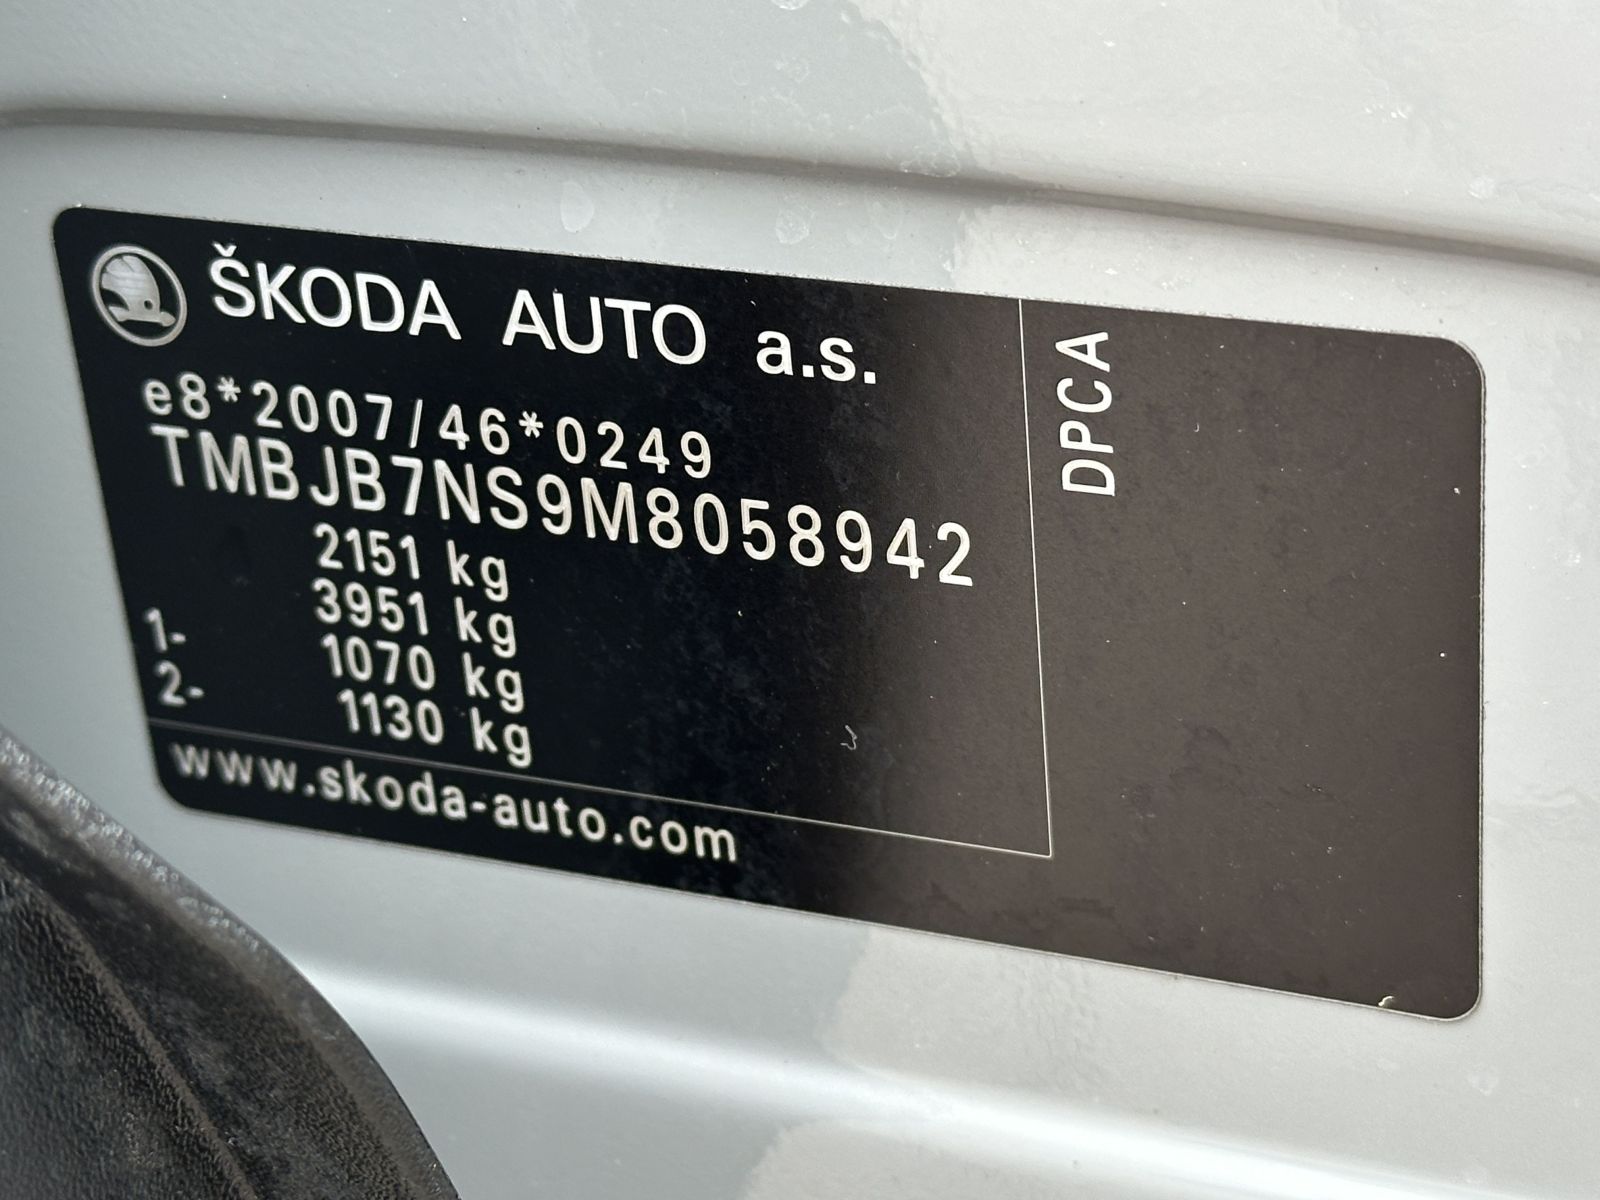 ŠKODA AUTO a.s.
e8*2007/46*0249
TMBJB7NS9M8058942
2151 kg
3951 kg
1- 1070 kg
2- 1130 kg
www.skoda-auto.com
DPCA